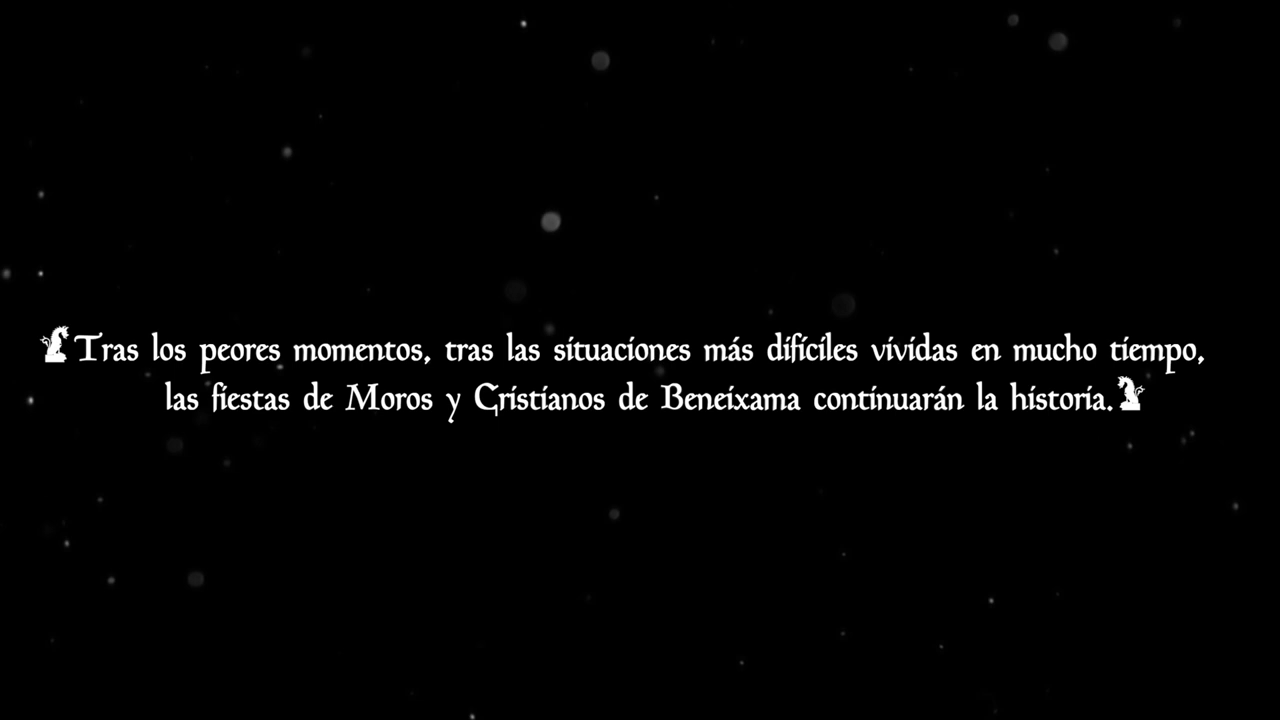 Tras los peores momentos, tras las situaciones más difíciles vividas en mucho tiempo,
las fiestas de Moros y Cristianos de Beneixama continuarán la historia.